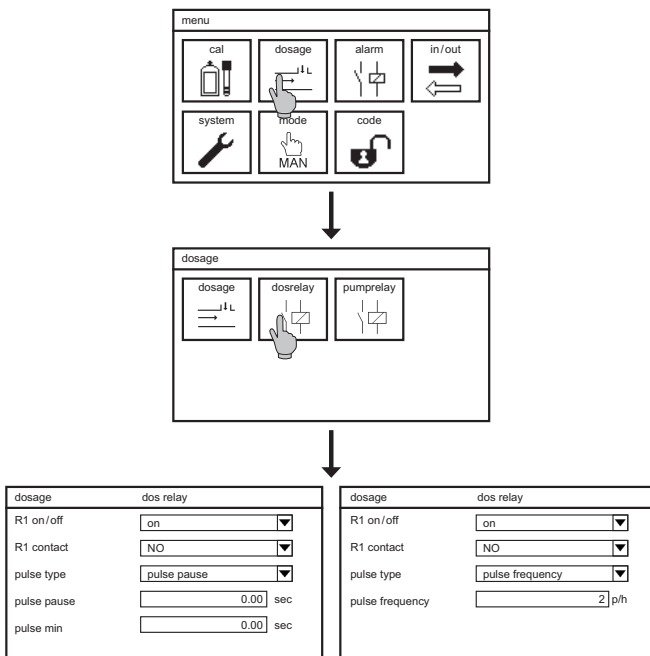 menu
cal dosage alarm in/out
system mode code
MAN
dosage
dosage dosrelay pumprelay
dosage dos relay
R1 on/off on
R1 contact NO
pulse type pulse pause
pulse pause 0.00 sec
pulse min 0.00 sec
dosage dos relay
R1 on/off on
R1 contact NO
pulse type pulse frequency
pulse frequency 2 p/h